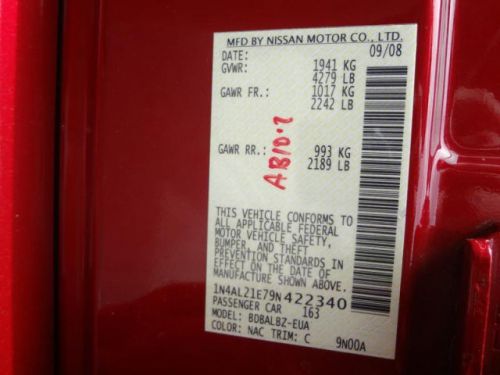 MFD BY NISSAN MOTOR CO., LTD.
DATE: 09/08
GVWR: 1941 KG
4279 LB
GAWR FR.: 1017 KG
2242 LB
AB10.2
GAWR RR.: 993 KG
2189 LB
THIS VEHICLE CONFORMS TO
ALL APPLICABLE FEDERAL
MOTOR VEHICLE SAFETY,
BUMPER, AND THEFT
PREVENTION STANDARDS IN
EFFECT ON THE DATE OF
MANUFACTURE SHOWN ABOVE.
1N4AL21E79N422340
PASSENGER CAR 163
MODEL: BDBALBZ-EUA
COLOR: NAC TRIM: C 9N00A